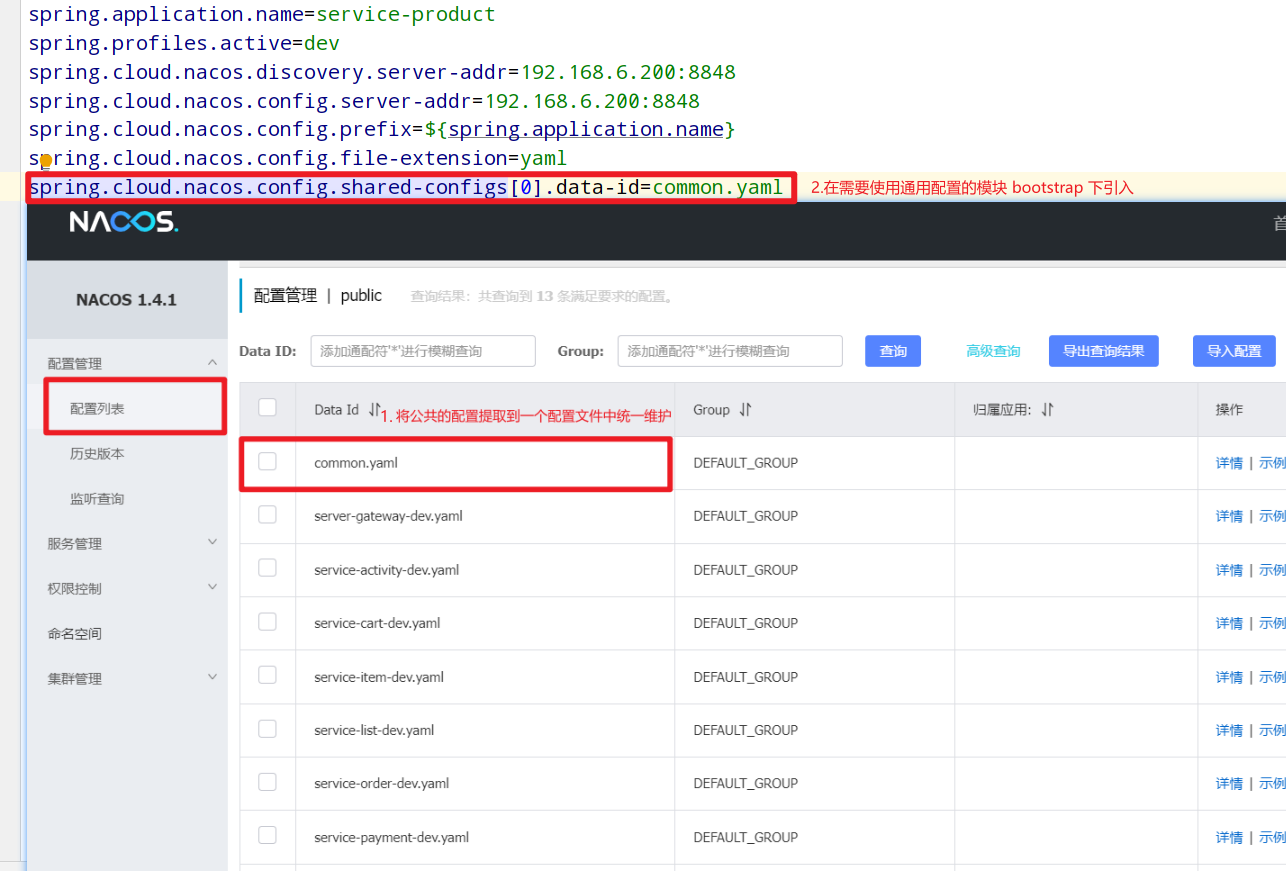 spring.application.name=service-product
spring.profiles.active=dev
spring.cloud.nacos.discovery.server-addr=192.168.6.200:8848
spring.cloud.nacos.config.server-addr=192.168.6.200:8848
spring.cloud.nacos.config.prefix=${spring.application.name}
spring.cloud.nacos.config.file-extension=yaml
spring.cloud.nacos.config.shared-configs[0].data-id=common.yaml 2.在需要使用通用配置的模块 bootstrap 下引入
NACOS. 首
NACOS 1.4.1
配置管理 | public 查询结果：共查询到 13 条满足要求的配置。
Data ID: 添加通配符'*'进行模糊查询 Group: 添加通配符'*'进行模糊查询 查询 高级查询 导出查询结果 导入配置
配置管理
配置列表
历史版本
监听查询
服务管理
权限控制
命名空间
集群管理
Data Id 1. 将公共的配置提取到一个配置文件中统一维护 Group 归属应用: 操作
common.yaml DEFAULT_GROUP 详情 | 示例
server-gateway-dev.yaml DEFAULT_GROUP 详情 | 示例
service-activity-dev.yaml DEFAULT_GROUP 详情 | 示例
service-cart-dev.yaml DEFAULT_GROUP 详情 | 示例
service-item-dev.yaml DEFAULT_GROUP 详情 | 示例
service-list-dev.yaml DEFAULT_GROUP 详情 | 示例
service-order-dev.yaml DEFAULT_GROUP 详情 | 示例
service-payment-dev.yaml DEFAULT_GROUP 详情 | 示例